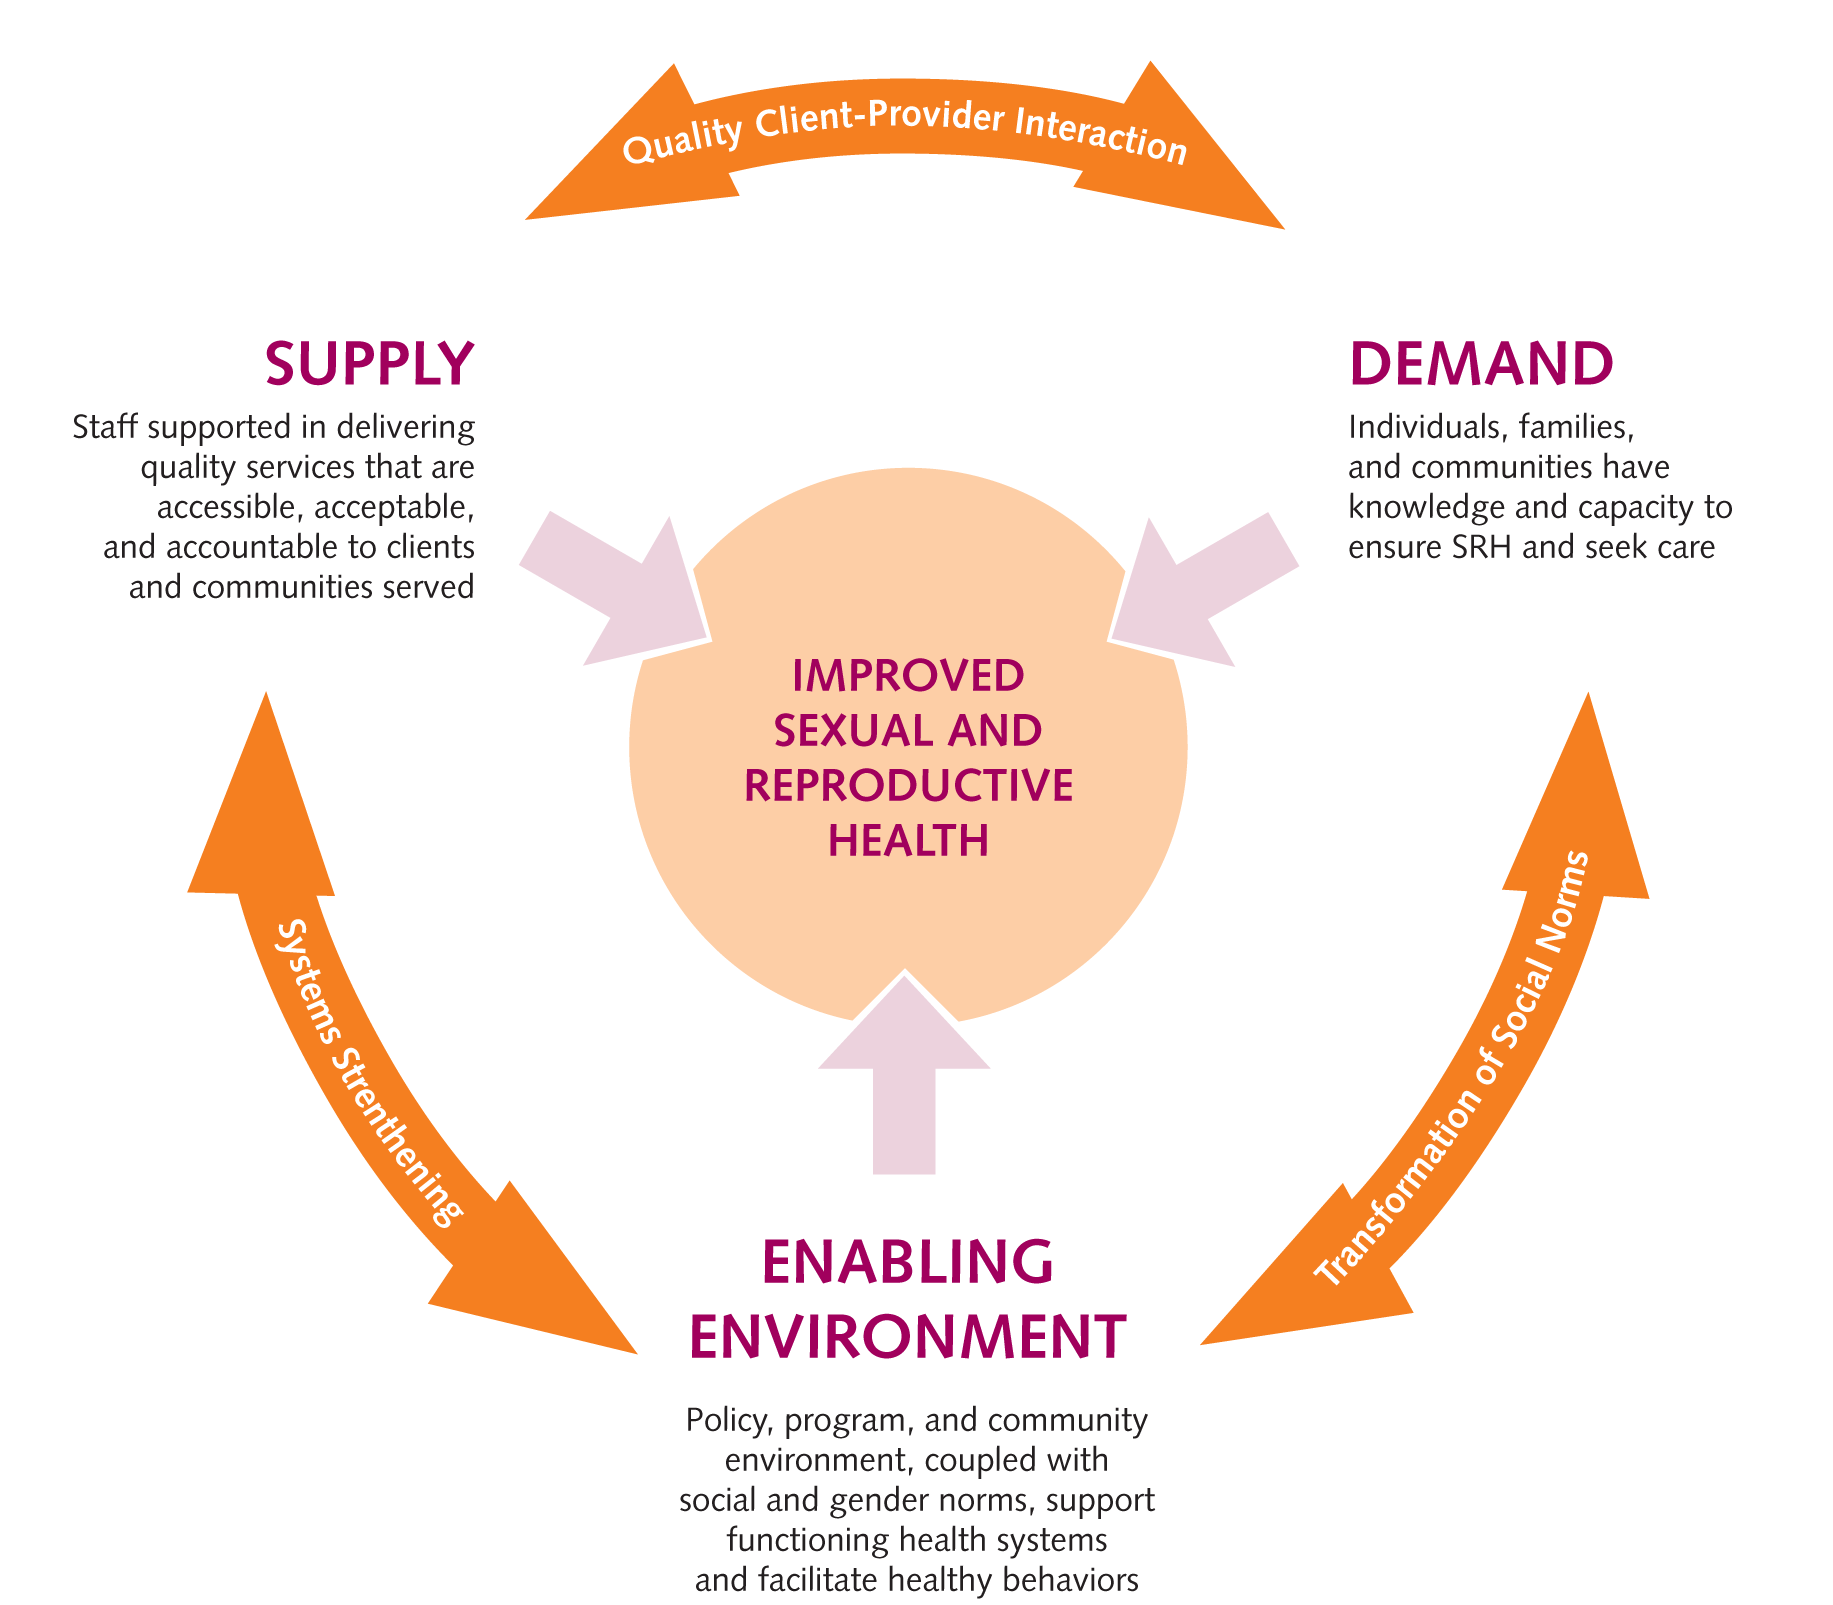 Quality Client-Provider Interaction
SUPPLY
Staff supported in delivering
quality services that are
accessible, acceptable,
and accountable to clients
and communities served
DEMAND
Individuals, families,
and communities have
knowledge and capacity to
ensure SRH and seek care
IMPROVED
SEXUAL AND
REPRODUCTIVE
HEALTH
Systems Strenthening
Transformation of Social Norms
ENABLING
ENVIRONMENT
Policy, program, and community
environment, coupled with
social and gender norms, support
functioning health systems
and facilitate healthy behaviors